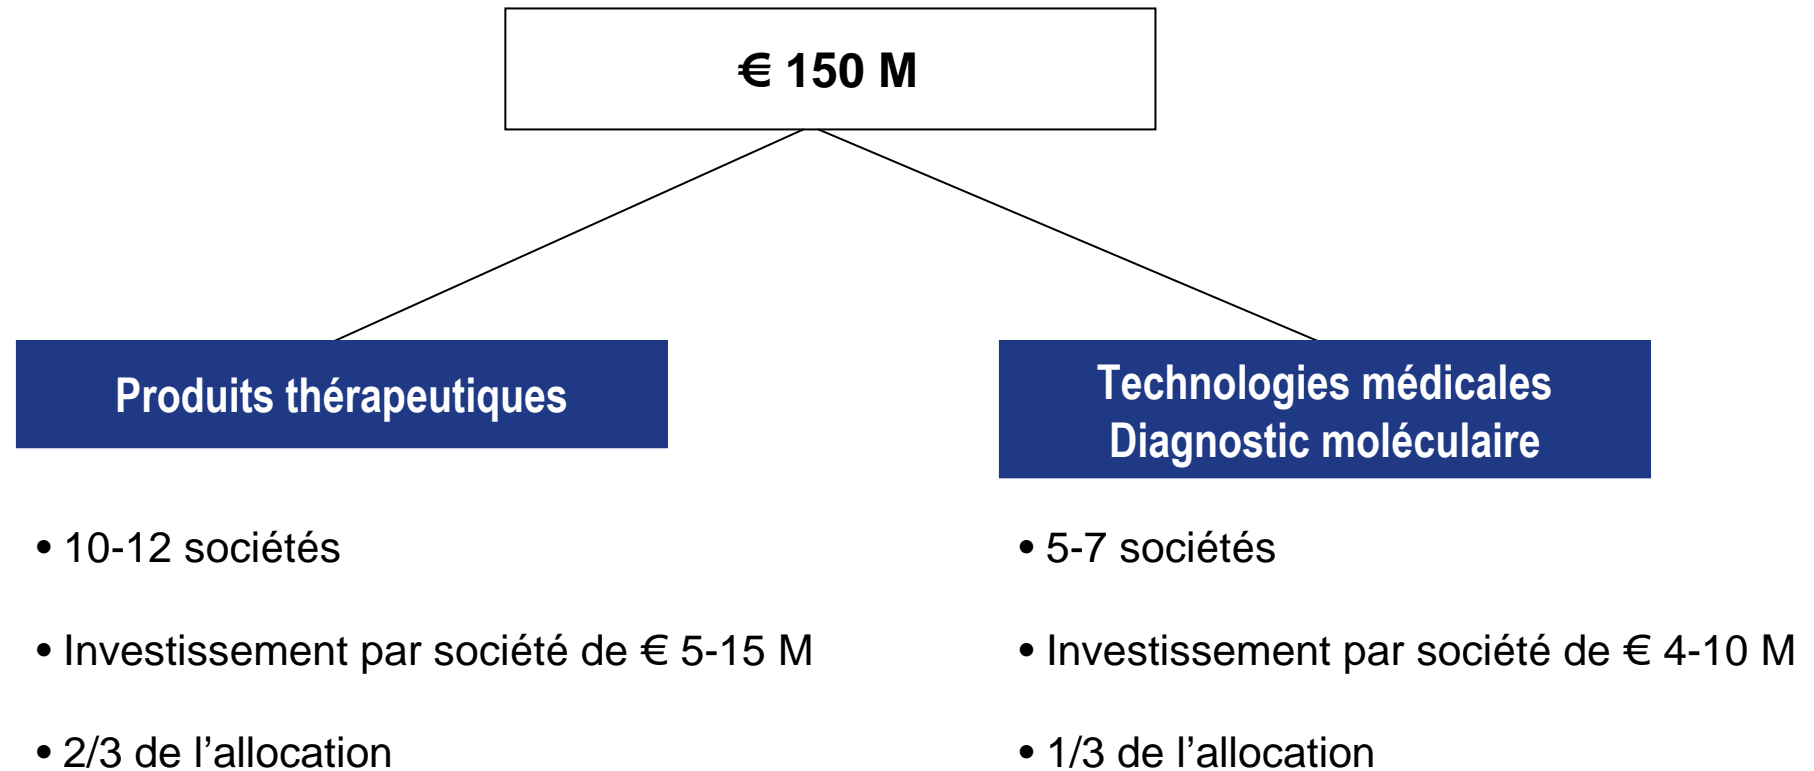 € 150 M
Produits thérapeutiques
• 10-12 sociétés
• Investissement par société de € 5-15 M
• 2/3 de l’allocation
Technologies médicales
Diagnostic moléculaire
• 5-7 sociétés
• Investissement par société de € 4-10 M
• 1/3 de l’allocation